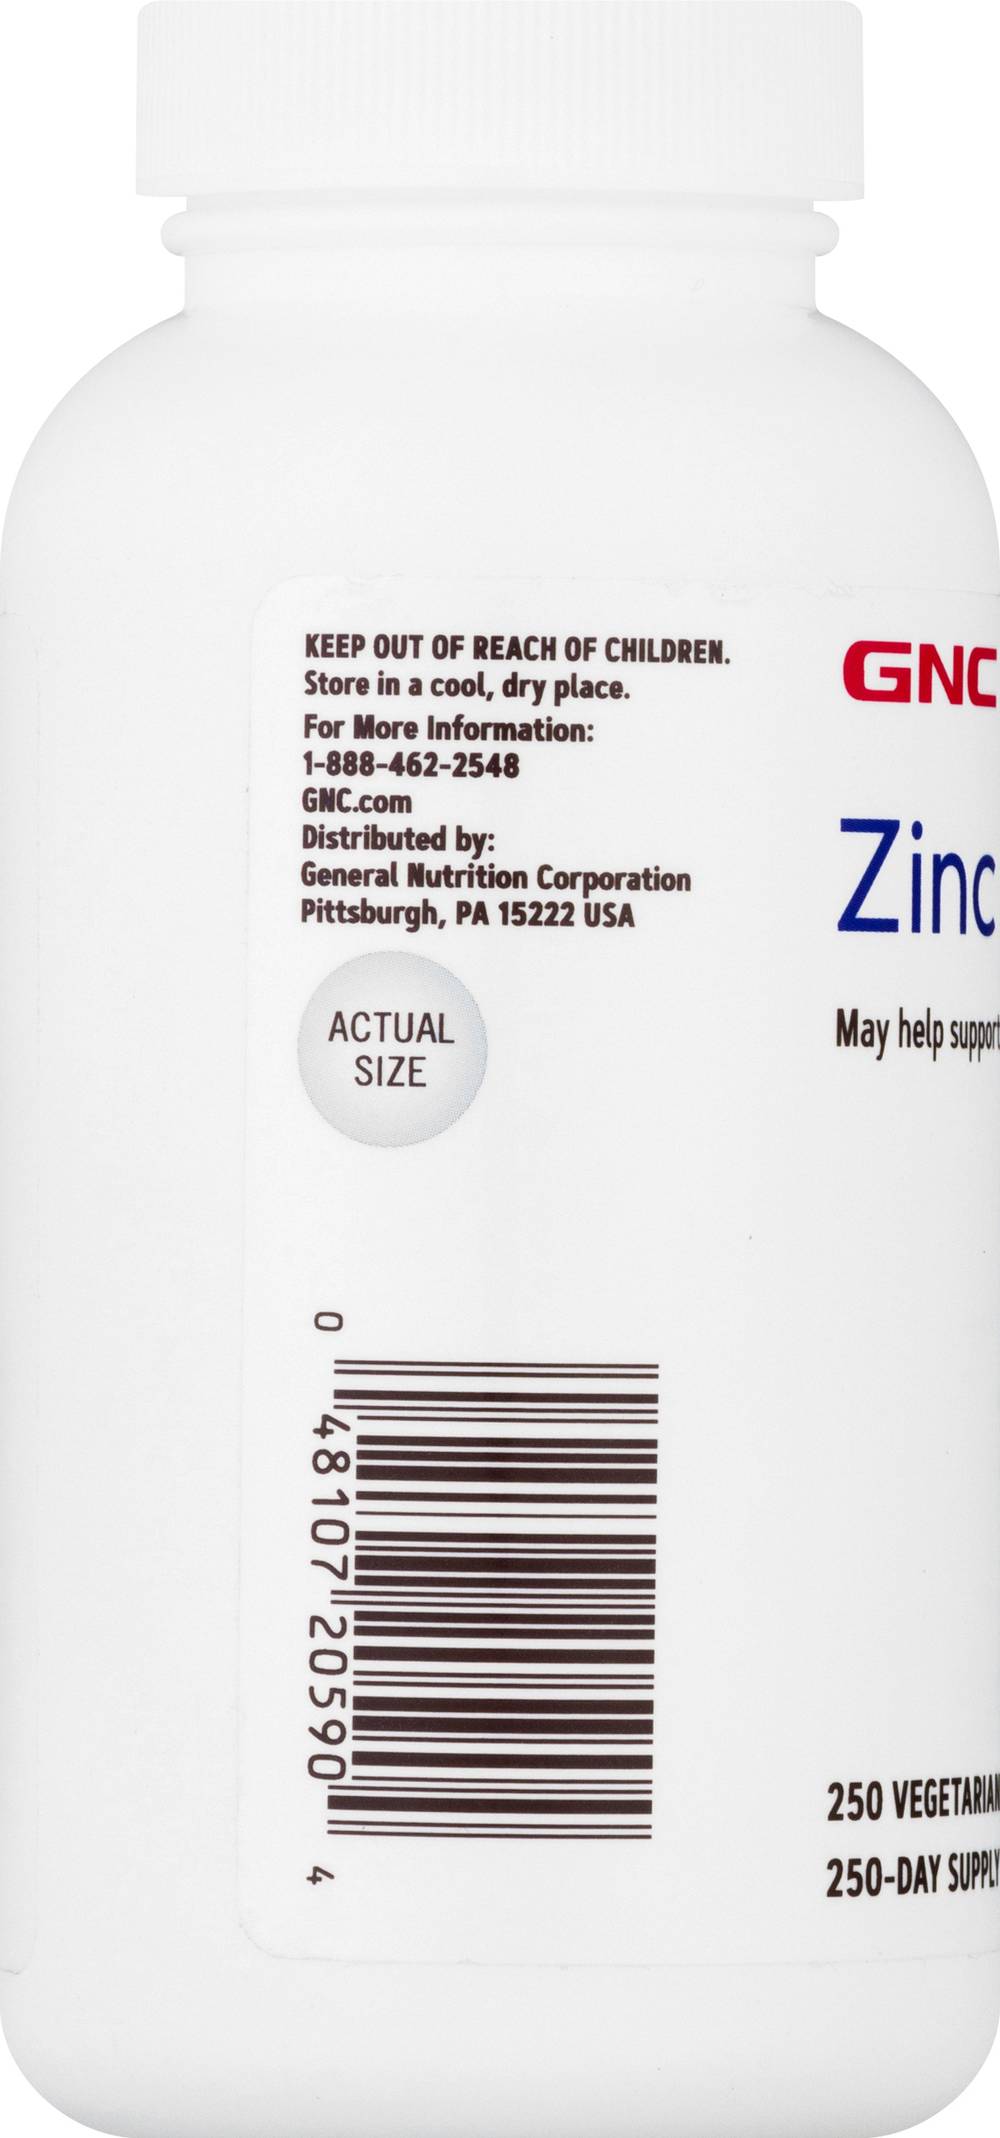 KEEP OUT OF REACH OF CHILDREN.
Store in a cool, dry place.
For More Information:
1-888-462-2548
GNC.com
Distributed by:
General Nutrition Corporation
Pittsburgh, PA 15222 USA
ACTUAL
SIZE
0 48107 20590 4
GNC
Zinc
May help support
250 VEGETARIAN
250-DAY SUPPLY